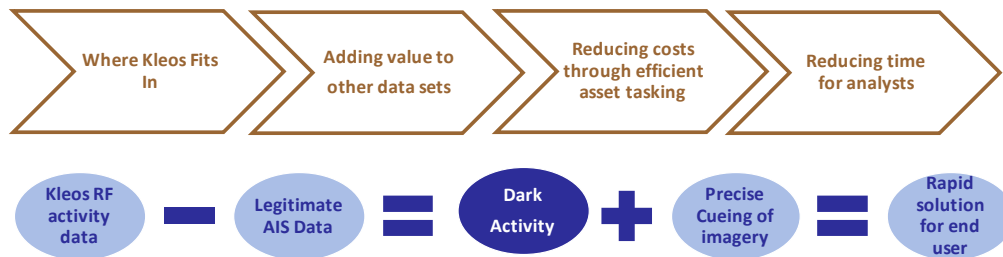 Where Kleos Fits
In
Adding value to
other data sets
Reducing costs
through efficient
asset tasking
Reducing time
for analysts
Kleos RF
activity
data
Legitimate
AIS Data
Dark
Activity
Precise
Cueing of
imagery
Rapid
solution
for end
user